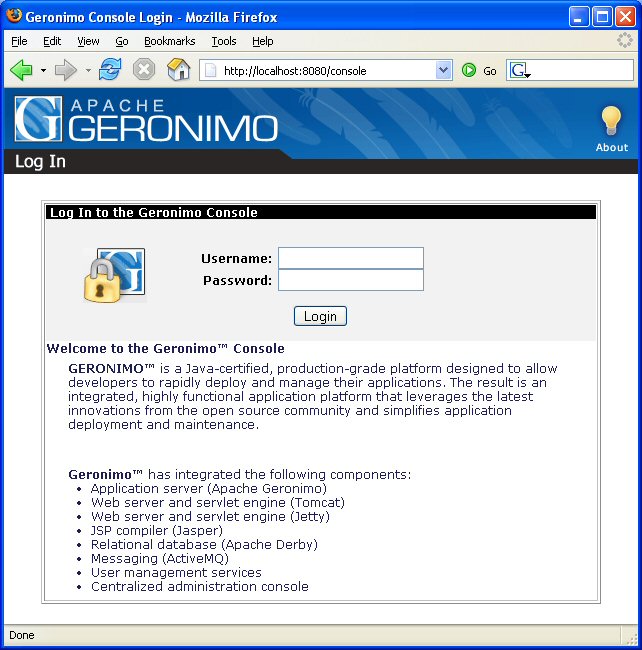 Geronimo Console Login - Mozilla Firefox
File Edit View Go Bookmarks Tools Help
http://localhost:8080/console Go G
APACHE
GERONIMO
About
Log In
Log In to the Geronimo Console
G
Username:
Password:
Login
Welcome to the Geronimo™ Console
GERONIMO™ is a Java-certified, production-grade platform designed to allow
developers to rapidly deploy and manage their applications. The result is an
integrated, highly functional application platform that leverages the latest
innovations from the open source community and simplifies application
deployment and maintenance.
Geronimo™ has integrated the following components:
• Application server (Apache Geronimo)
• Web server and servlet engine (Tomcat)
• Web server and servlet engine (Jetty)
• JSP compiler (Jasper)
• Relational database (Apache Derby)
• Messaging (ActiveMQ)
• User management services
• Centralized administration console
Done